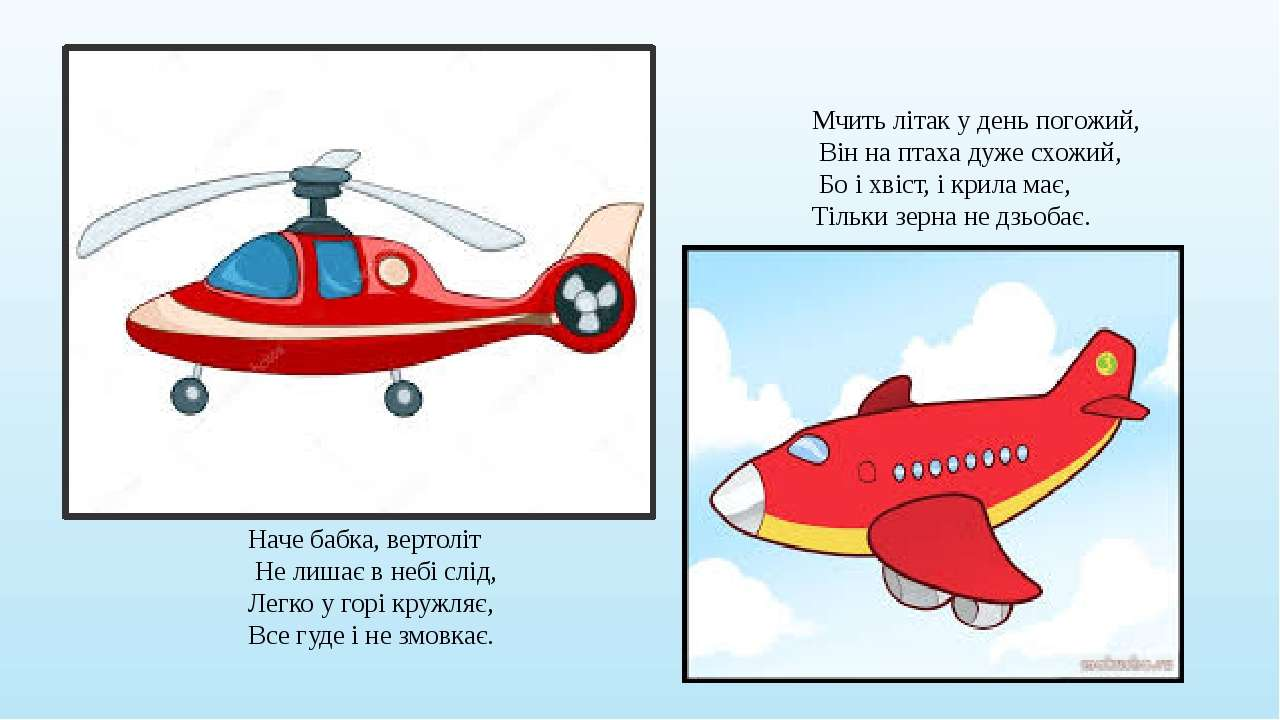 Мчить літак у день погожий,
Він на птаха дуже схожий,
Бо і хвіст, і крила має,
Тільки зерна не дзьобає.
3
Наче бабка, вертоліт
Не лишає в небі слід,
Легко у горі кружляє,
Все гуде і не змовкає.